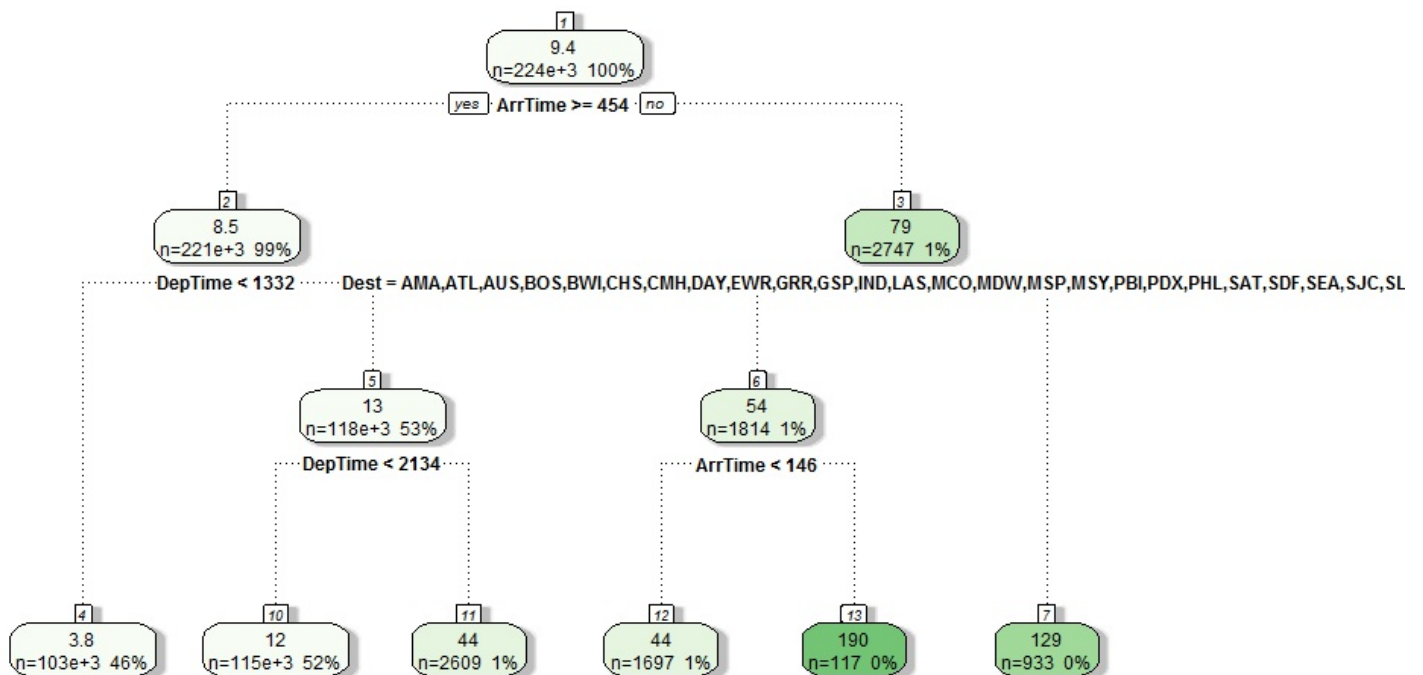 1
9.4
n=224e+3 100%
yes ArrTime >= 454 no
2
8.5
n=221e+3 99%
3
79
n=2747 1%
DepTime < 1332
Dest = AMA,ATL,AUS,BOS,BWI,CHS,CMH,DAY,EWR,GRR,GSP,IND,LAS,MCO,MDW,MSP,MSY,PBI,PDX,PHL,SAT,SDF,SEA,SJC,SL
5
13
n=118e+3 53%
6
54
n=1814 1%
DepTime < 2134
ArrTime < 146
4
3.8
n=103e+3 46%
10
12
n=115e+3 52%
11
44
n=2609 1%
12
44
n=1697 1%
13
190
n=117 0%
7
129
n=933 0%